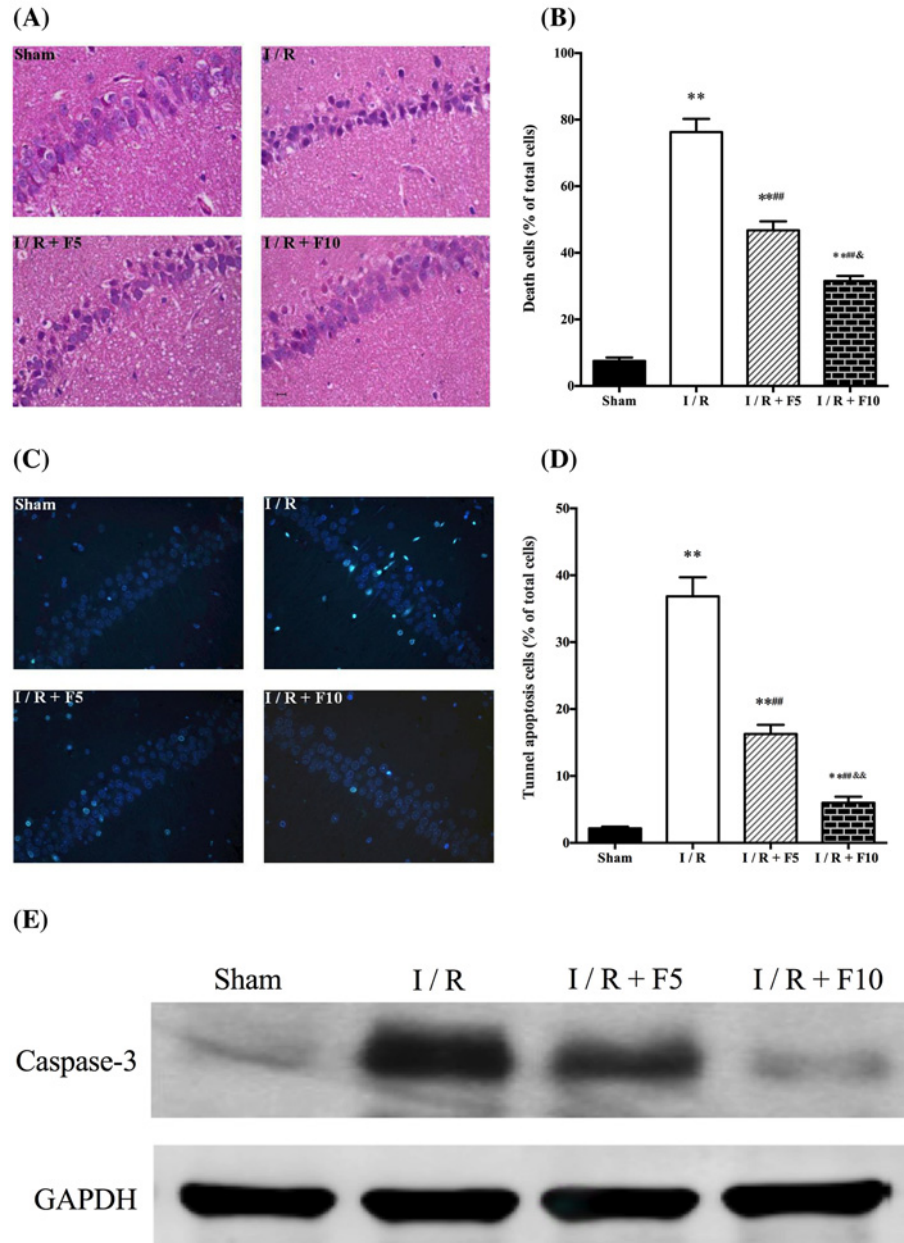 (A)
Sham
I / R
I / R + F5
I / R + F10
(B)
Death cells (% of total cells)
100
80
60
40
20
0
**
**##
**##&
Sham
I / R
I / R + F5
I / R + F10
(C)
Sham
I / R
I / R + F5
I / R + F10
(D)
Tunnel apoptosis cells (% of total cells)
50
40
30
20
10
0
**
**##
**##&&
Sham
I / R
I / R + F5
I / R + F10
(E)
Sham
I / R
I / R + F5
I / R + F10
Caspase-3
GAPDH